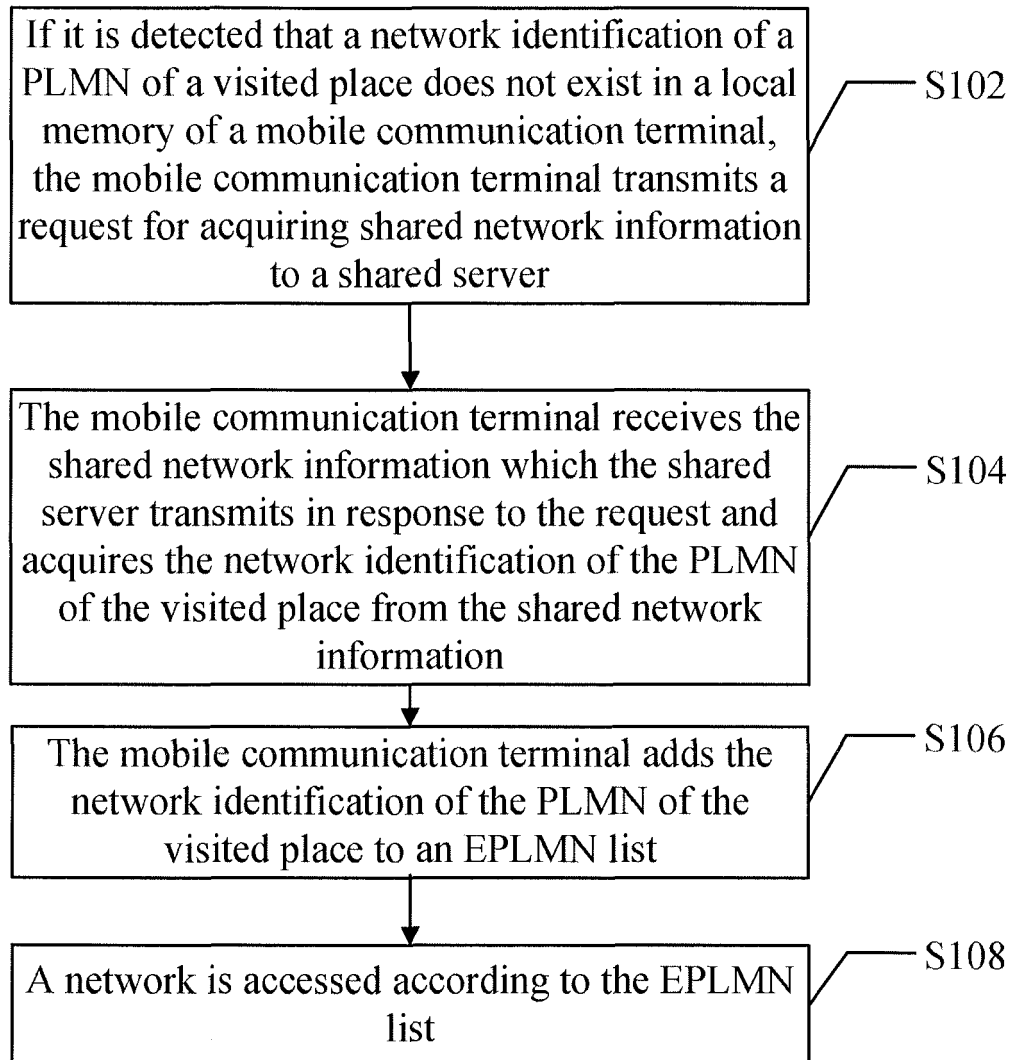 If it is detected that a network identification of a
PLMN of a visited place does not exist in a local
memory of a mobile communication terminal,
the mobile communication terminal transmits a
request for acquiring shared network information
to a shared server
S102
The mobile communication terminal receives the
shared network information which the shared
server transmits in response to the request and
acquires the network identification of the PLMN
of the visited place from the shared network
information
S104
The mobile communication terminal adds the
network identification of the PLMN of the
visited place to an EPLMN list
S106
A network is accessed according to the EPLMN
list
S108